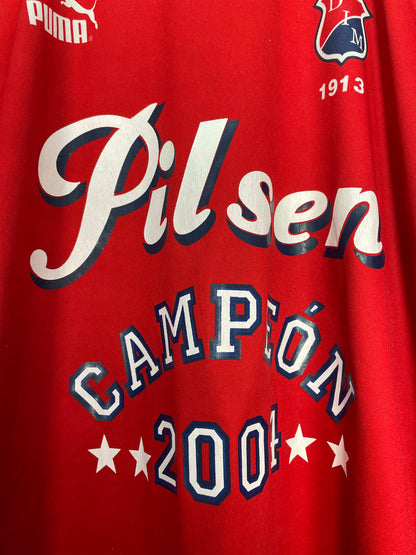 PUMA
DIM
1913
Pilsen
CAMPEÓN
2004